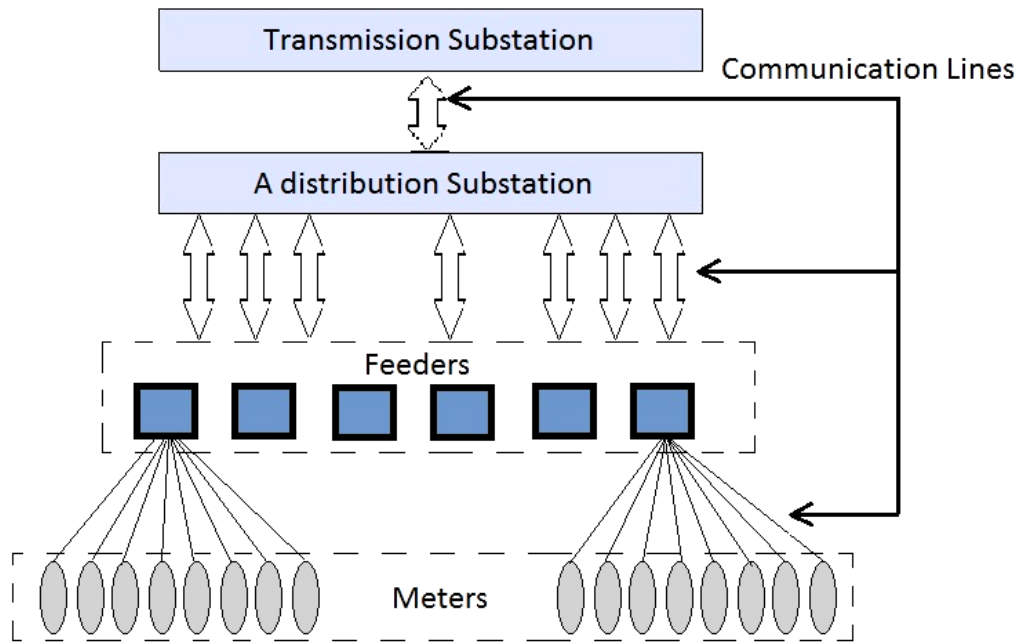 Transmission Substation
Communication Lines
A distribution Substation
Feeders
Meters